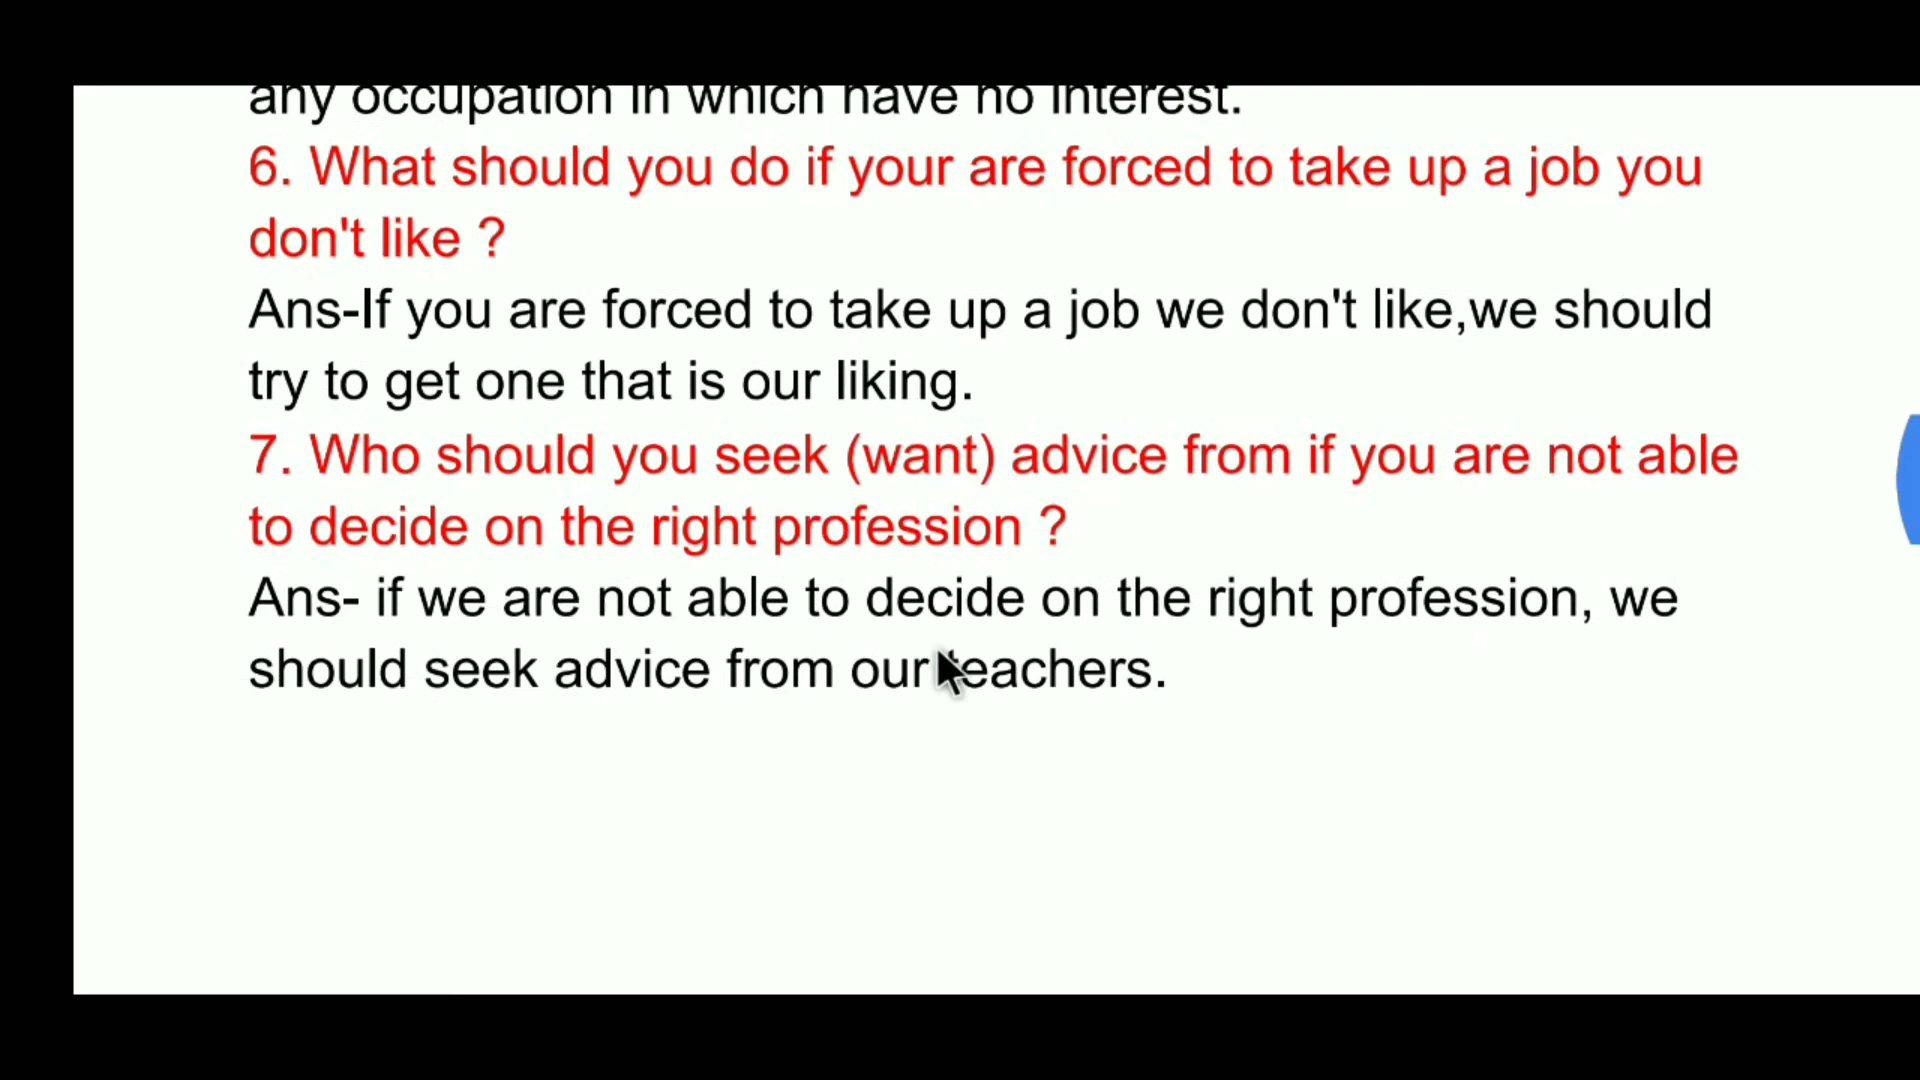 any occupation in which have no interest.
6. What should you do if your are forced to take up a job you
don't like ?
Ans-If you are forced to take up a job we don't like,we should
try to get one that is our liking.
7. Who should you seek (want) advice from if you are not able
to decide on the right profession ?
Ans- if we are not able to decide on the right profession, we
should seek advice from our teachers.